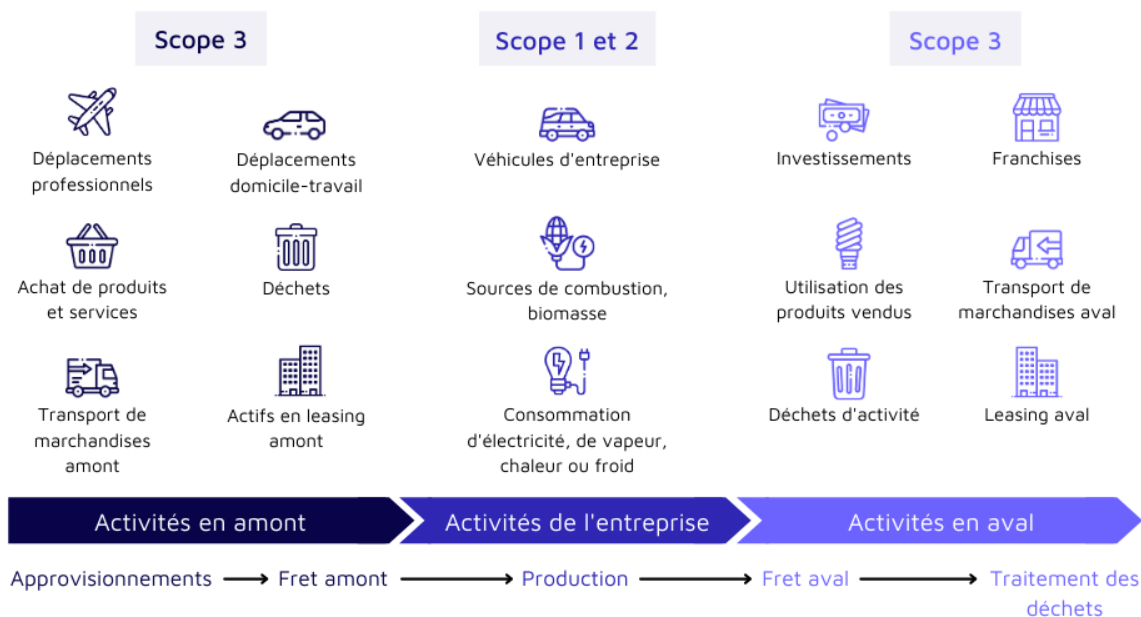 Scope 3
Scope 1 et 2
Scope 3
Déplacements
professionnels
Déplacements
domicile-travail
Véhicules d'entreprise
Investissements
Franchises
Achat de produits
et services
Déchets
Sources de combustion,
biomasse
Utilisation des
produits vendus
Transport de
marchandises aval
Transport de
marchandises
amont
Actifs en leasing
amont
Consommation
d'électricité, de vapeur,
chaleur ou froid
Déchets d'activité
Leasing aval
Activités en amont
Activités de l'entreprise
Activités en aval
Approvisionnements
Fret amont
Production
Fret aval
Traitement des
déchets